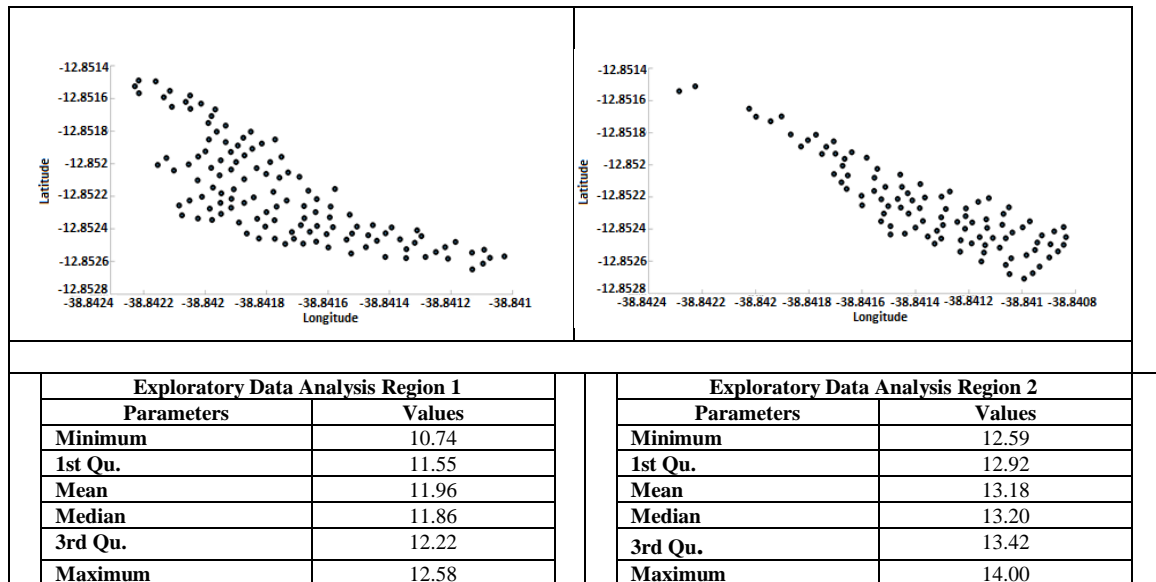 -12.8514
-12.8516
-12.8518
-12.852
-12.8522
-12.8524
-12.8526
-12.8528
Latitude
-38.8424 -38.8422 -38.842 -38.8418 -38.8416 -38.8414 -38.8412 -38.841
Longitude
-12.8514
-12.8516
-12.8518
-12.852
-12.8522
-12.8524
-12.8526
-12.8528
Latitude
-38.8424 -38.8422 -38.842 -38.8418 -38.8416 -38.8414 -38.8412 -38.841 -38.8408
Longitude
Exploratory Data Analysis Region 1
Parameters Values
Minimum 10.74
1st Qu. 11.55
Mean 11.96
Median 11.86
3rd Qu. 12.22
Maximum 12.58
Exploratory Data Analysis Region 2
Parameters Values
Minimum 12.59
1st Qu. 12.92
Mean 13.18
Median 13.20
3rd Qu. 13.42
Maximum 14.00